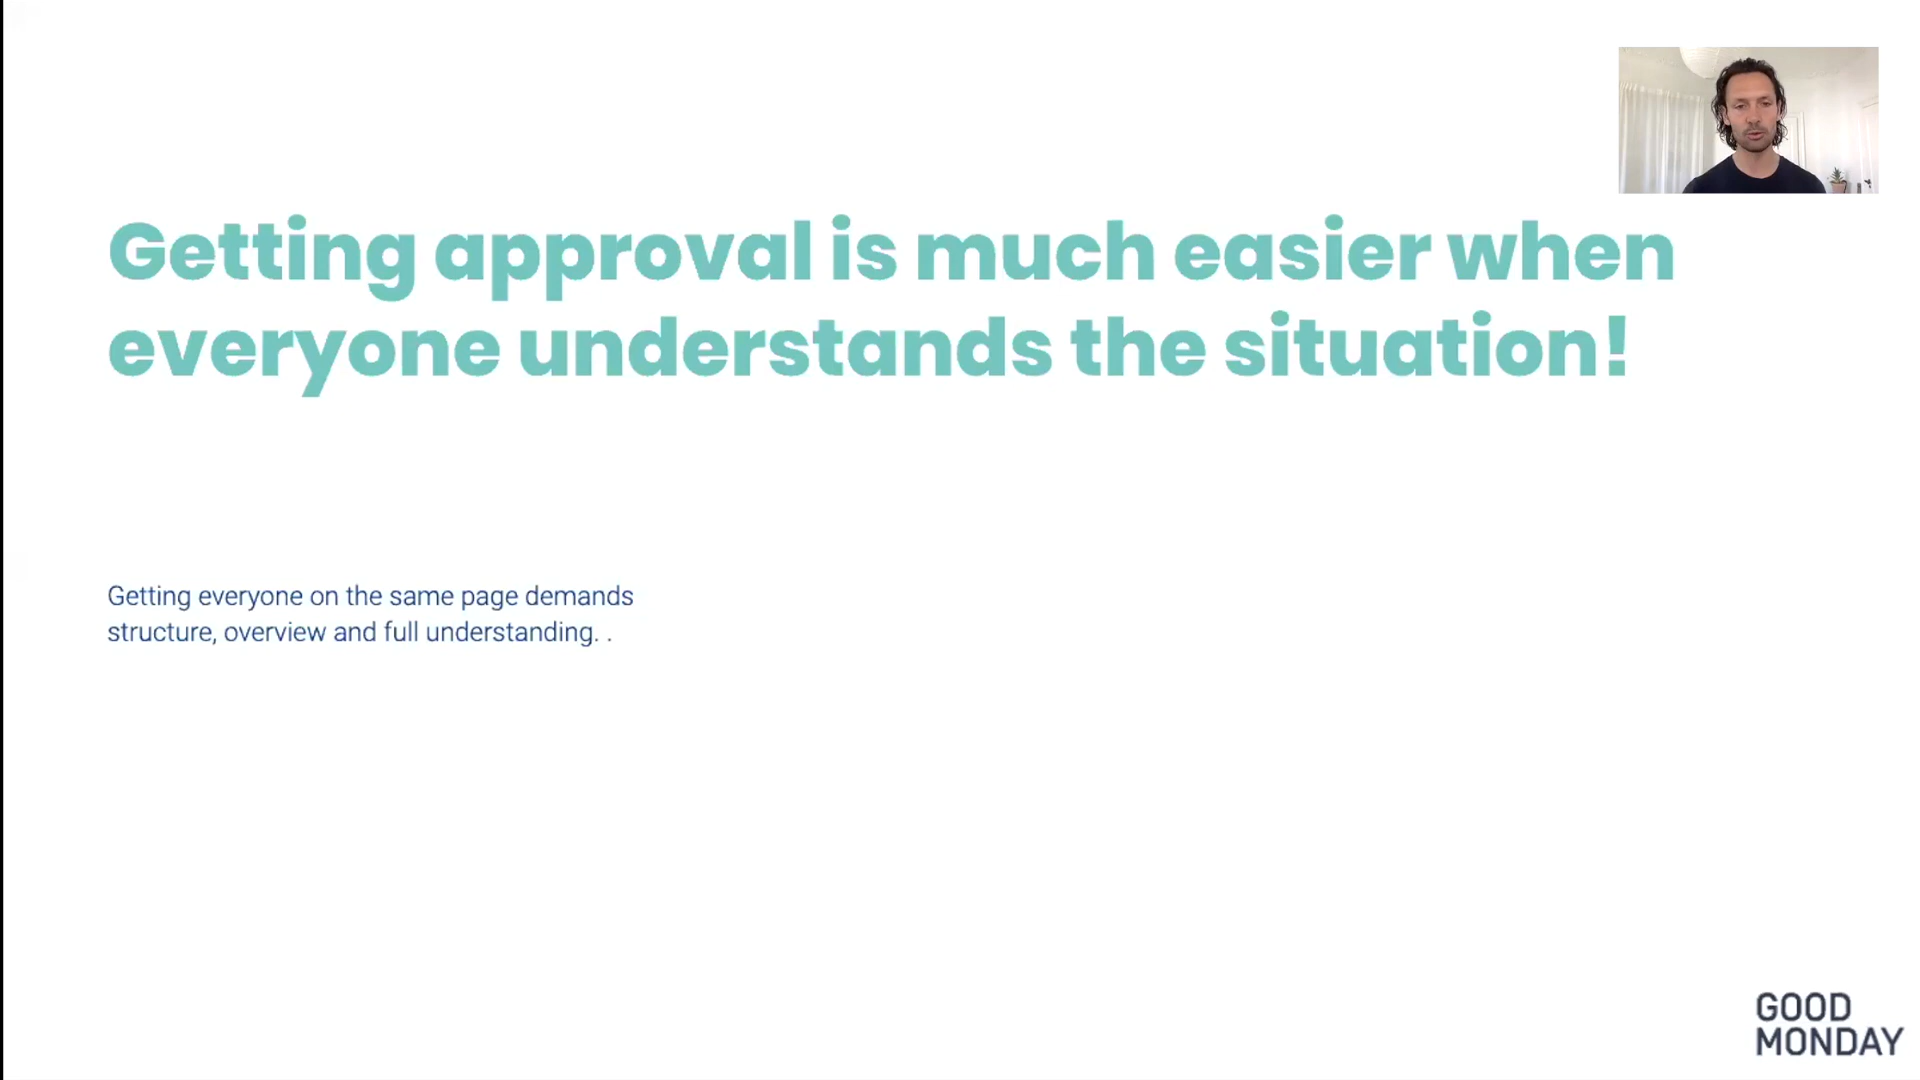 Getting approval is much easier when
everyone understands the situation!
Getting everyone on the same page demands
structure, overview and full understanding. .
GOOD
MONDAY